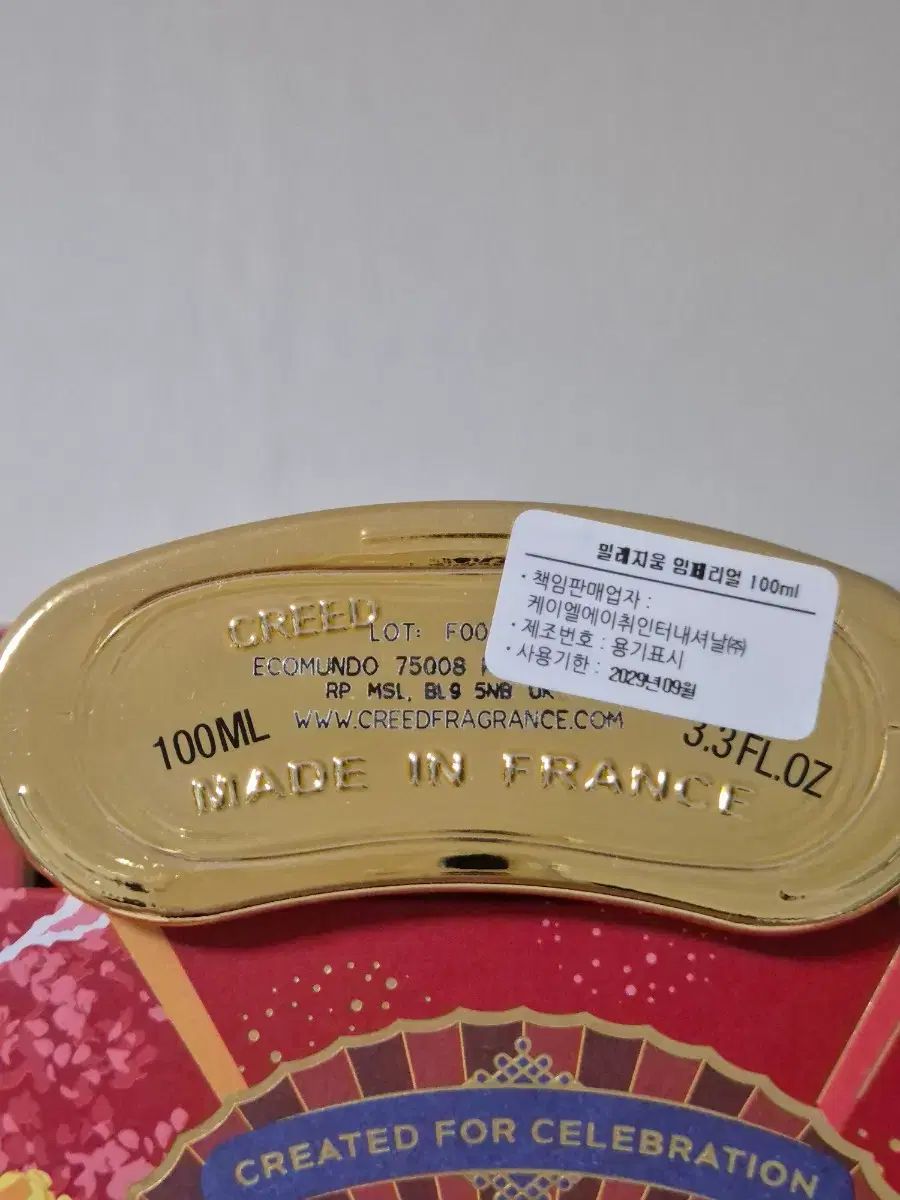 CREED
LOT: F00
ECOMUNDO 75008
RP MSL, BL9 5NB UK
WWW.CREEDFRAGRANCE.COM
100ML
3.3FL.OZ
MADE IN FRANCE
밀레지움 임페리얼 100ml
· 책임판매업자 :
케이엘에이취인터내셔날㈜
· 제조번호 : 용기표시
· 사용기한 : 2029년09월
CREATED FOR CELEBRATION